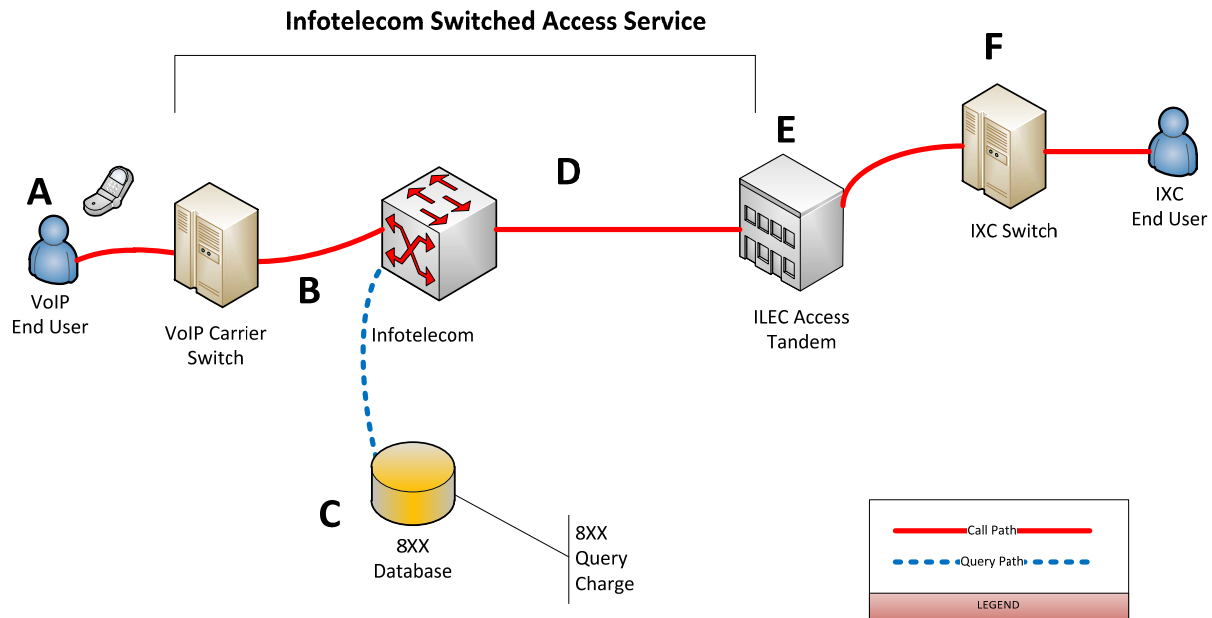 Infotelecom Switched Access Service
F
E
A
D
IXC
End User
IXC Switch
B
VoIP
End User
VoIP Carrier
Switch
Infotelecom
ILEC Access
Tandem
C
8XX
Database
8XX
Query
Charge
Call Path
Query Path
LEGEND